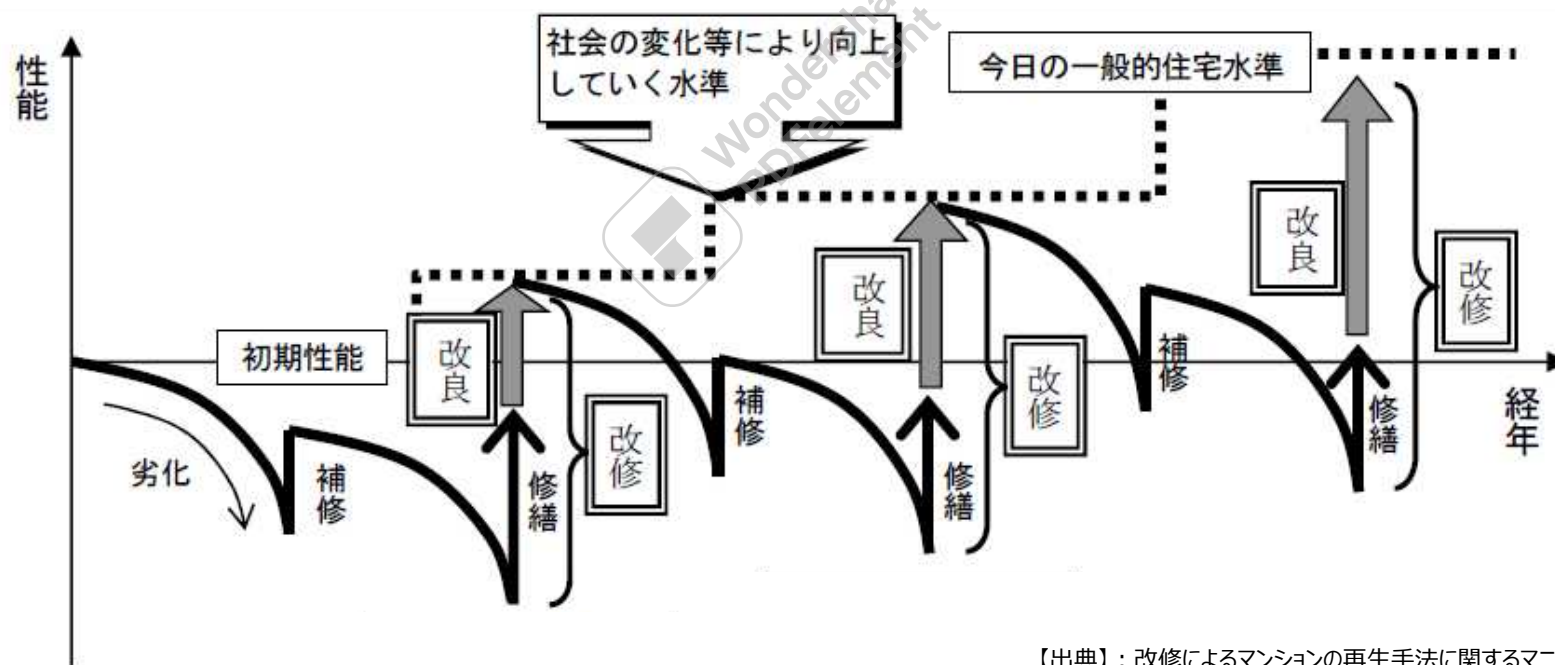 性能
社会の変化等により向上
していく水準
今日の一般的住宅水準
Wondersha
PDFelement
初期性能
劣化
補修
改良
修繕
改修
補修
改良
修繕
改修
補修
改良
修繕
改修
経年
【出典】：改修によるマンションの再生手法に関するマニ